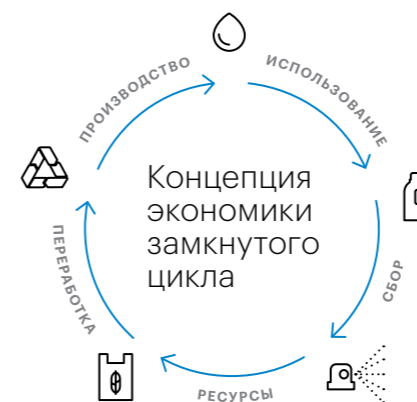 ПРОИЗВОДСТВО
ИСПОЛЬЗОВАНИЕ
Концепция
экономики
замкнутого
цикла
ПЕРЕРАБОТКА
СБОР
РЕСУРСЫ